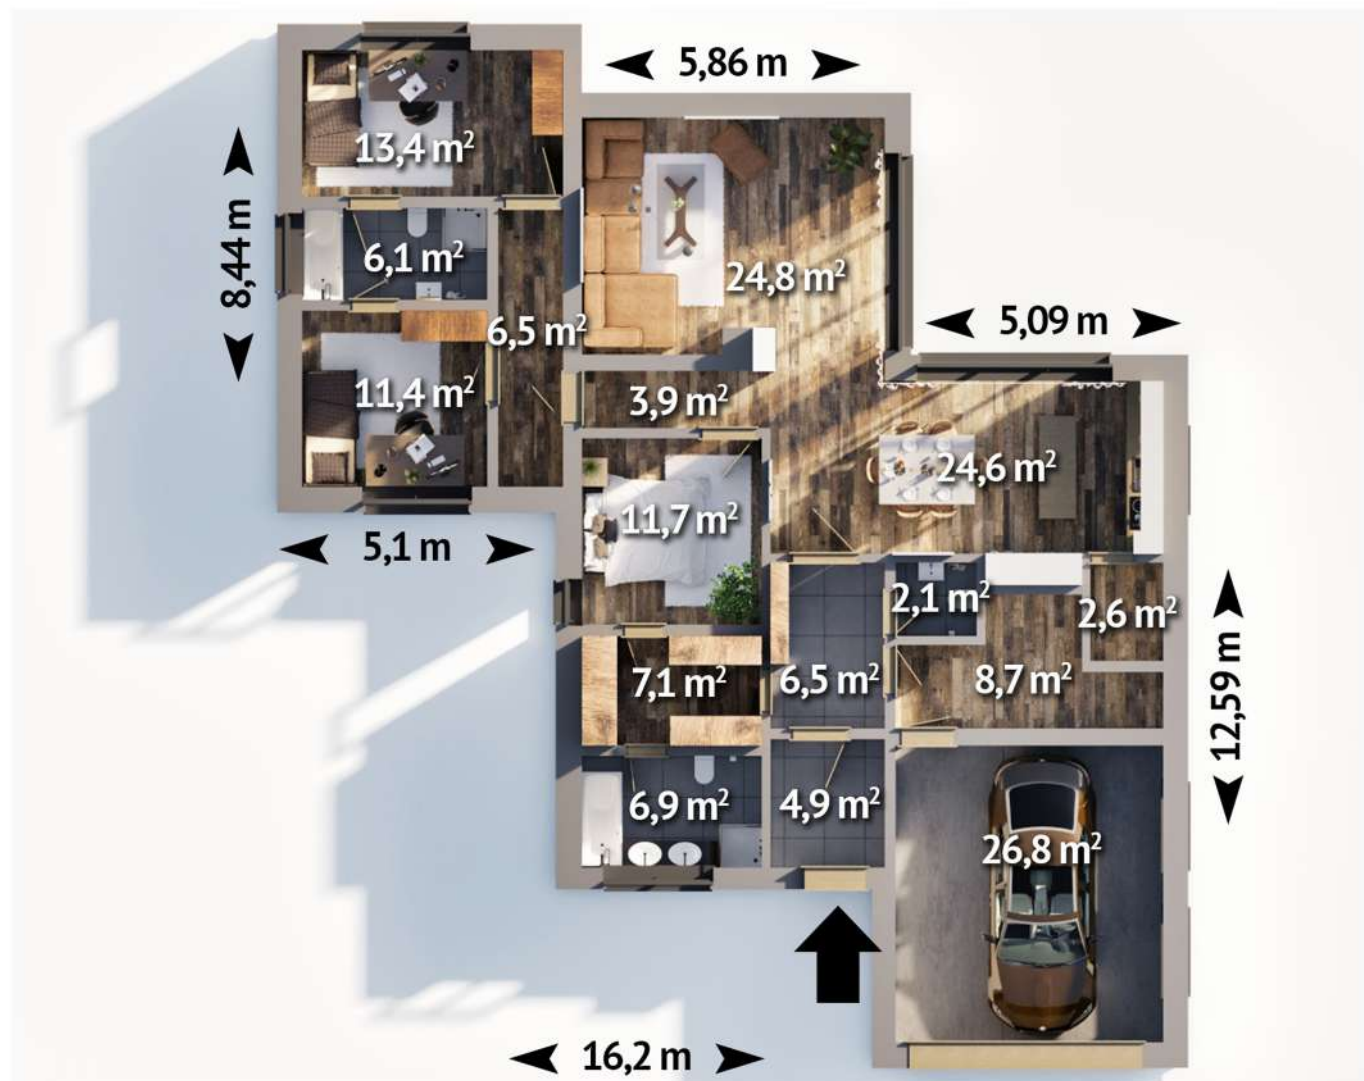 5,86 m
13,4 m²
8,44 m
6,1 m²
24,8 m²
5,09 m
6,5 m²
11,4 m²
3,9 m²
24,6 m²
11,7 m²
5,1 m
2,1 m²
2,6 m²
7,1 m²
6,5 m²
8,7 m²
12,59 m
6,9 m²
4,9 m²
26,8 m²
16,2 m